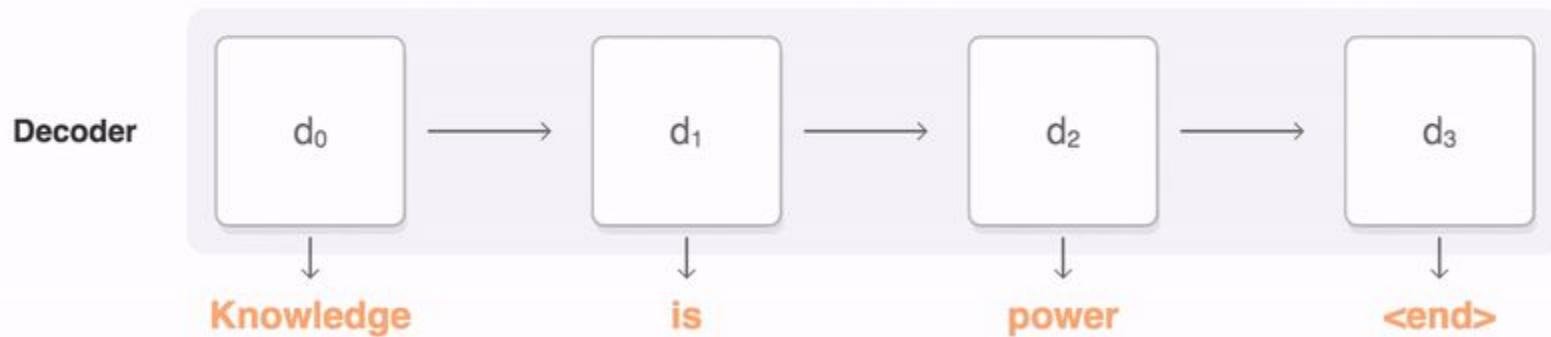 Decoder
d₀
d₁
d₂
d₃
Knowledge
is
power
<end>